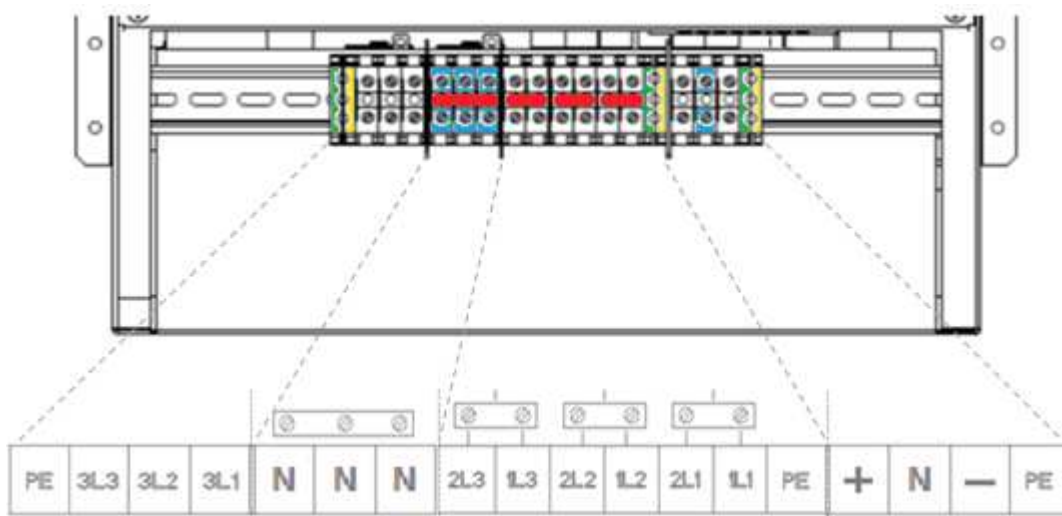 PE 3L3 3L2 3L1 N N N 2L3 1L3 2L2 1L2 2L1 1L1 PE + N − PE